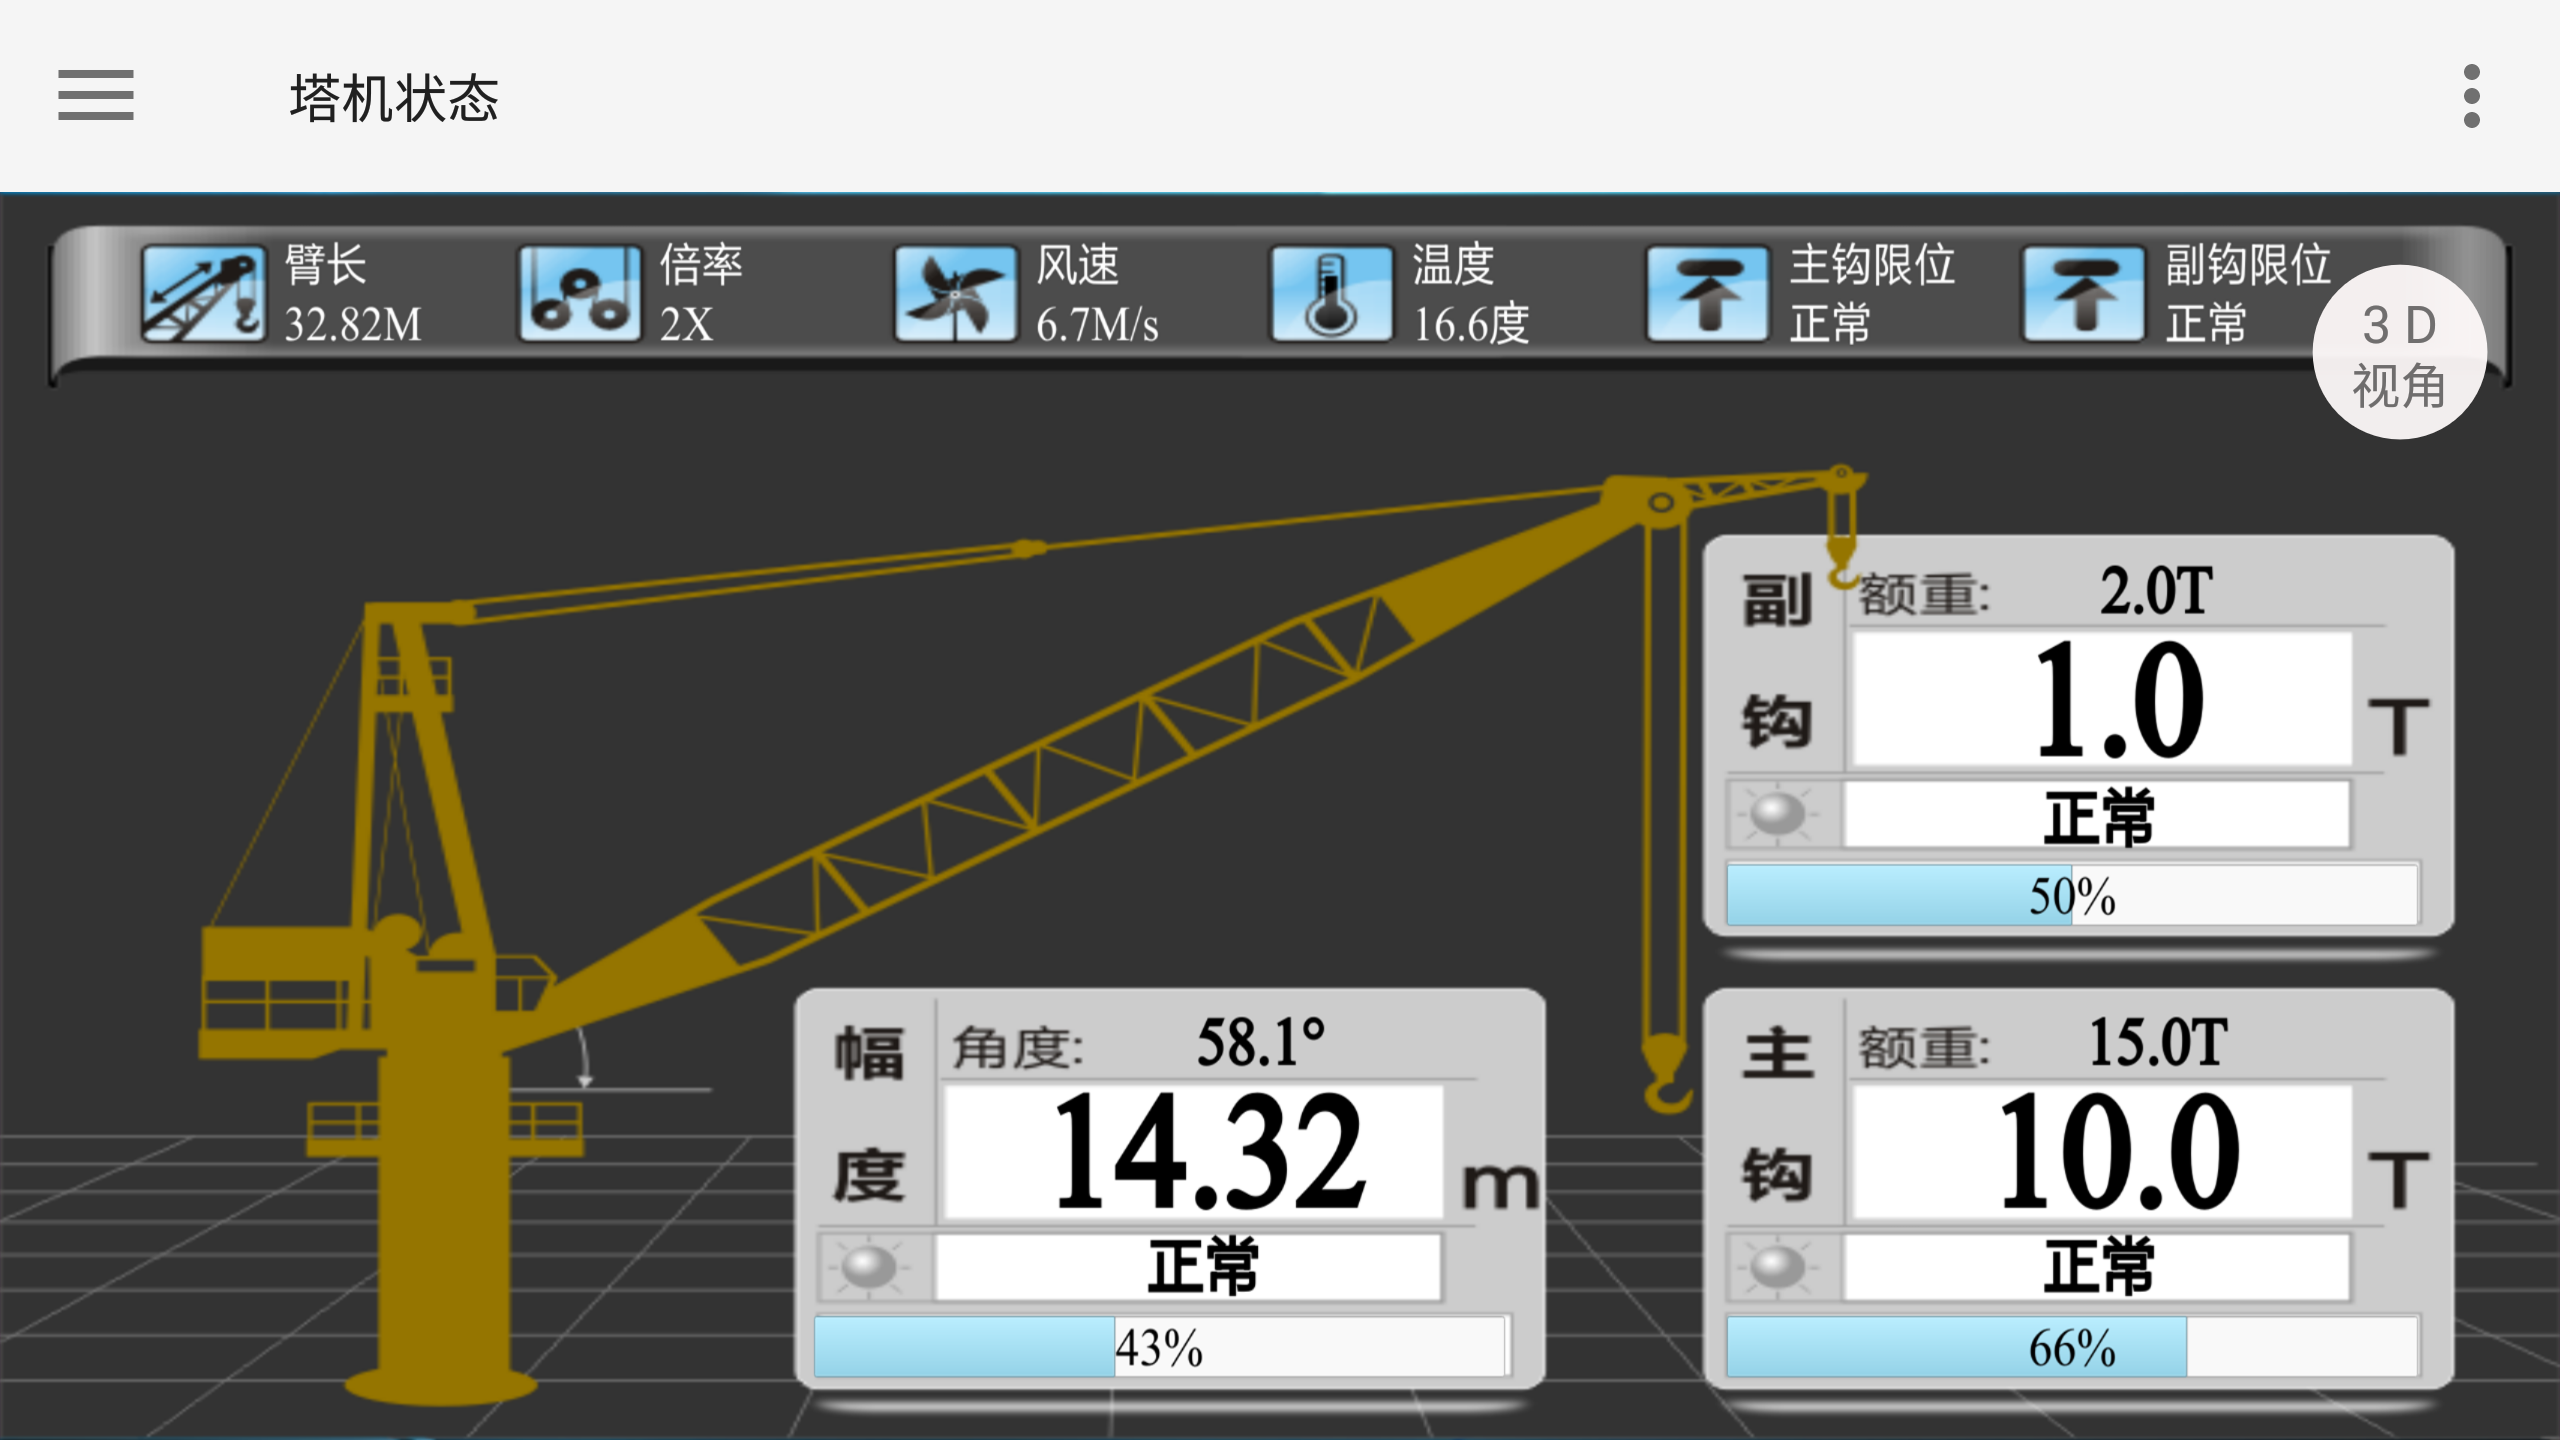 塔机状态
臂长
32.82M
倍率
2X
风速
6.7M/s
温度
16.6度
主钩限位
正常
副钩限位
正常
3 D
视角
副钩
额重: 2.0T
1.0 T
正常
50%
幅度
角度: 58.1°
14.32 m
正常
43%
主钩
额重: 15.0T
10.0 T
正常
66%